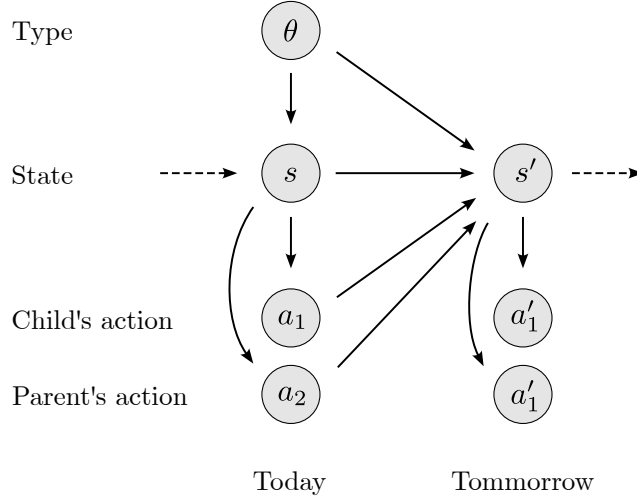 Type θ
State s s′
Child's action a₁ a′₁
Parent's action a₂ a′₁
Today Tommorrow